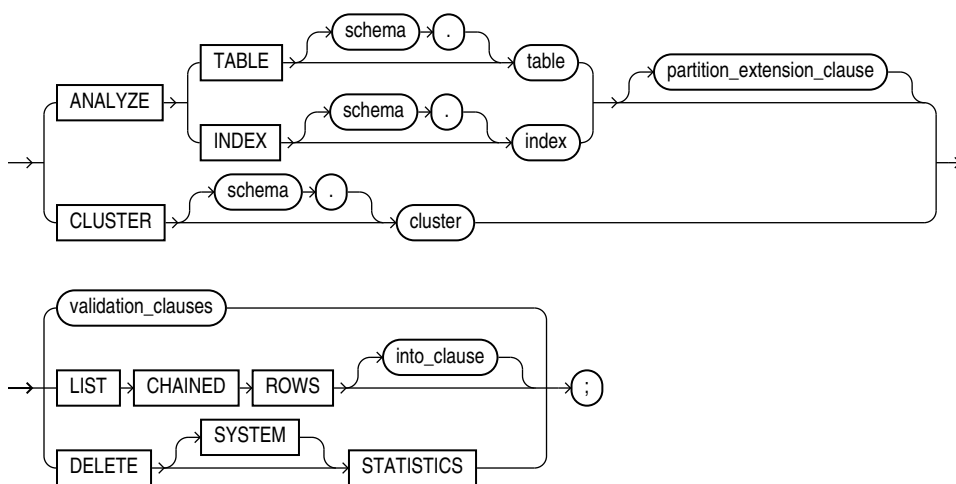 schema .
TABLE table partition_extension_clause
ANALYZE
schema .
INDEX index
schema .
CLUSTER cluster
validation_clauses
into_clause
LIST CHAINED ROWS ;
SYSTEM
DELETE STATISTICS